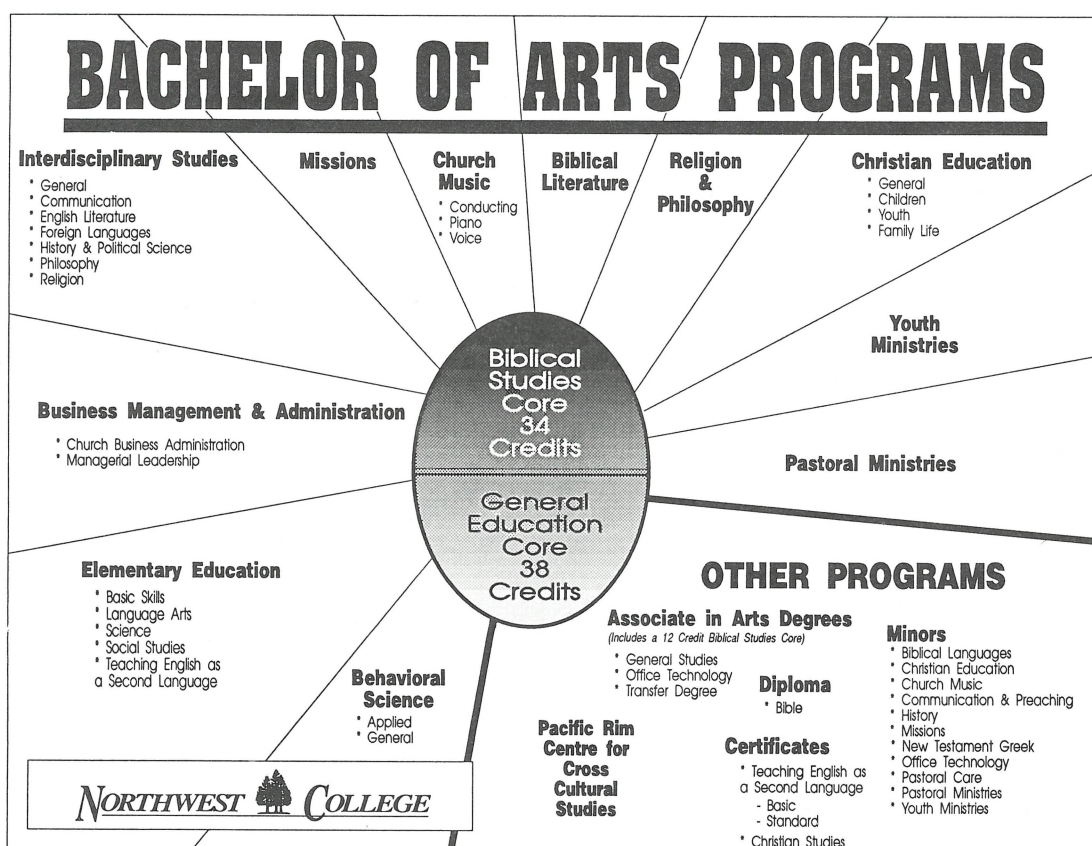 BACHELOR OF ARTS PROGRAMS
Interdisciplinary Studies
* General
* Communication
* English Literature
* Foreign Languages
* History & Political Science
* Philosophy
* Religion
Missions
Church
Music
* Conducting
* Piano
* Voice
Biblical
Literature
Religion
&
Philosophy
Christian Education
* General
* Children
* Youth
* Family Life
Youth
Ministries
Pastoral Ministries
Business Management & Administration
* Church Business Administration
* Managerial Leadership
Biblical
Studies
Core
34
Credits
General
Education
Core
38
Credits
Elementary Education
* Basic Skills
* Language Arts
* Science
* Social Studies
* Teaching English as
a Second Language
Behavioral
Science
* Applied
* General
NORTHWEST COLLEGE
OTHER PROGRAMS
Associate in Arts Degrees
(Includes a 12 Credit Biblical Studies Core)
* General Studies
* Office Technology
* Transfer Degree
Diploma
* Bible
Pacific Rim
Centre for
Cross
Cultural
Studies
Certificates
* Teaching English as
a Second Language
- Basic
- Standard
* Christian Studies
Minors
* Biblical Languages
* Christian Education
* Church Music
* Communication & Preaching
* History
* Missions
* New Testament Greek
* Office Technology
* Pastoral Care
* Pastoral Ministries
* Youth Ministries